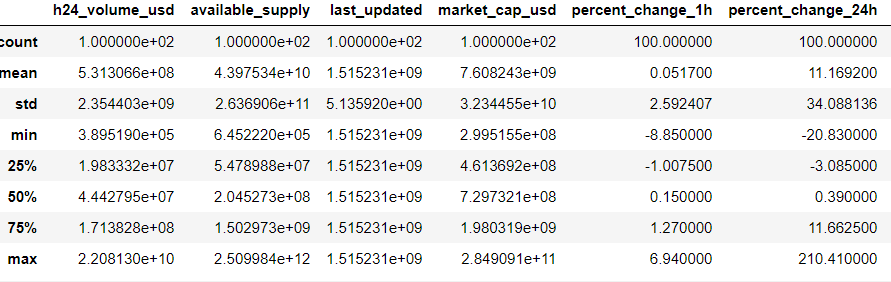 h24_volume_usd available_supply last_updated market_cap_usd percent_change_1h percent_change_24h
count 1.000000e+02 1.000000e+02 1.000000e+02 1.000000e+02 100.000000 100.000000
mean 5.313066e+08 4.397534e+10 1.515231e+09 7.608243e+09 0.051700 11.169200
std 2.354403e+09 2.636906e+11 5.135920e+00 3.234455e+10 2.592407 34.088136
min 3.895190e+05 6.452220e+05 1.515231e+09 2.995155e+08 -8.850000 -20.830000
25% 1.983332e+07 5.478988e+07 1.515231e+09 4.613692e+08 -1.007500 -3.085000
50% 4.442795e+07 2.045273e+08 1.515231e+09 7.297321e+08 0.150000 0.390000
75% 1.713828e+08 1.502973e+09 1.515231e+09 1.980319e+09 1.270000 11.662500
max 2.208130e+10 2.509984e+12 1.515231e+09 2.849091e+11 6.940000 210.410000